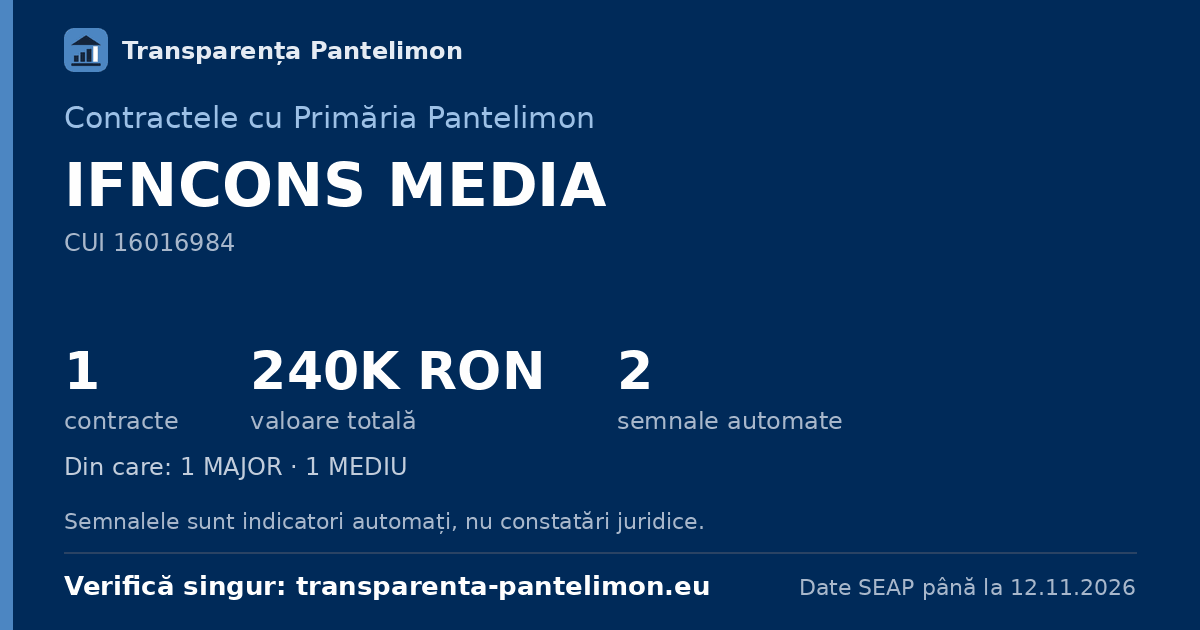 Transparența Pantelimon
Contractele cu Primăria Pantelimon
IFNCONS MEDIA
CUI 16016984
1 240K RON 2
contracte valoare totală semnale automate
Din care: 1 MAJOR · 1 MEDIU
Semnalele sunt indicatori automați, nu constatări juridice.
Verifică singur: transparenta-pantelimon.eu Date SEAP până la 12.11.2026